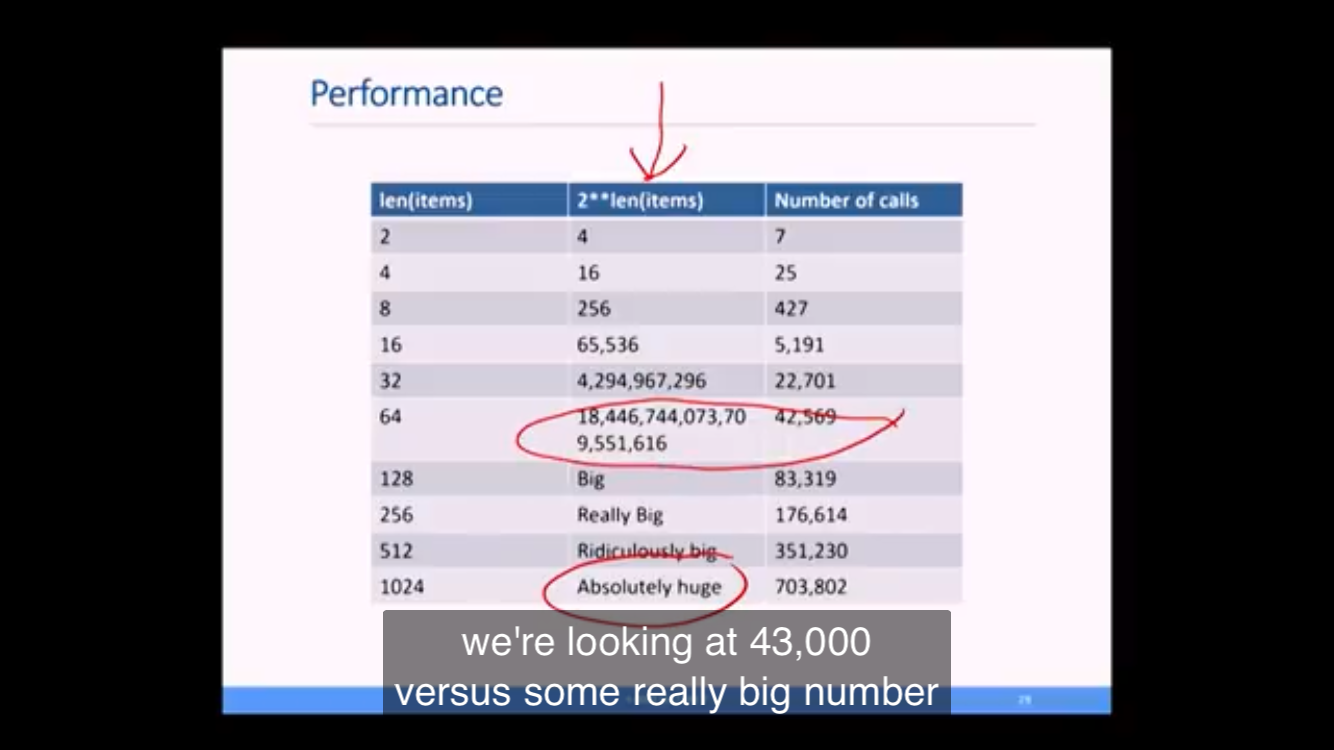 Performance
len(items) 2**len(items) Number of calls
2 4 7
4 16 25
8 256 427
16 65,536 5,191
32 4,294,967,296 22,701
64 18,446,744,073,70 42,569
9,551,616
128 Big 83,319
256 Really Big 176,614
512 Ridiculously big 351,230
1024 Absolutely huge 703,802
we're looking at 43,000
versus some really big number